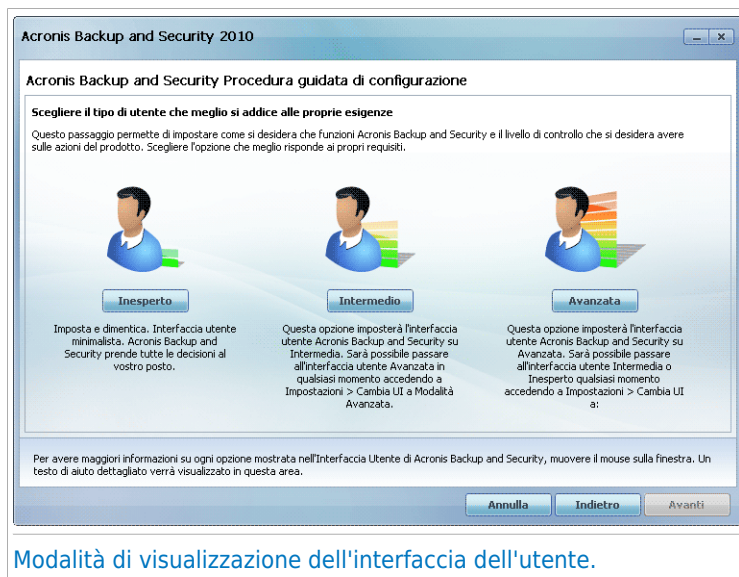 Acronis Backup and Security 2010
Acronis Backup and Security Procedura guidata di configurazione
Scegliere il tipo di utente che meglio si addice alle proprie esigenze
Questo passaggio permette di impostare come si desidera che funzioni Acronis Backup and Security e il livello di controllo che si desidera avere
sulle azioni del prodotto. Scegliere l'opzione che meglio risponde ai propri requisiti.
Inesperto
Imposta e dimentica. Interfaccia utente
minimalista. Acronis Backup and
Security prende tutte le decisioni al
vostro posto.
Intermedio
Questa opzione imposterà l'interfaccia
utente Acronis Backup and Security su
Intermedia. Sarà possibile passare
all'interfaccia utente Avanzata in
qualsiasi momento accedendo a
Impostazioni > Cambia UI a Modalità
Avanzata.
Avanzata
Questa opzione imposterà l'interfaccia
utente Acronis Backup and Security su
Avanzata. Sarà possibile passare
all'interfaccia utente Intermedia o
Inesperto qualsiasi momento
accedendo a Impostazioni > Cambia UI
a:
Per avere maggiori informazioni su ogni opzione mostrata nell'Interfaccia Utente di Acronis Backup and Security, muovere il mouse sulla finestra. Un
testo di aiuto dettagliato verrà visualizzato in questa area.
Annulla
Indietro
Avanti
Modalità di visualizzazione dell'interfaccia dell'utente.